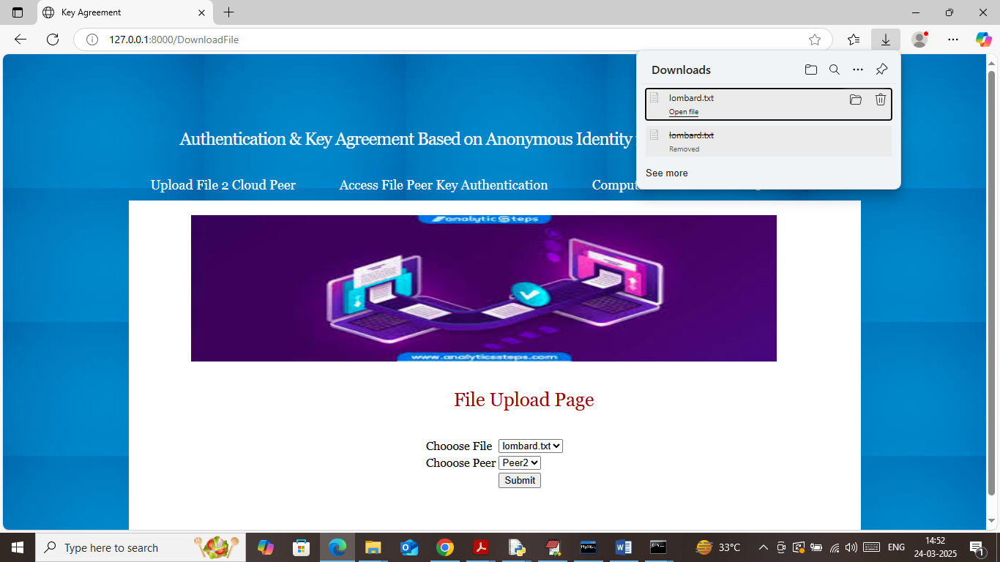 Key Agreement
127.0.0.1:8000/DownloadFile
Downloads
lombard.txt
Open file
lombard.txt
Removed
See more
Authentication & Key Agreement Based on Anonymous Identity
Upload File 2 Cloud Peer Access File Peer Key Authentication
analyticsteps
www.analyticssteps.com
File Upload Page
Chooose File lombard.txt
Chooose Peer Peer2
Submit
Type here to search
33°C
ENG
14:52
24-03-2025
1